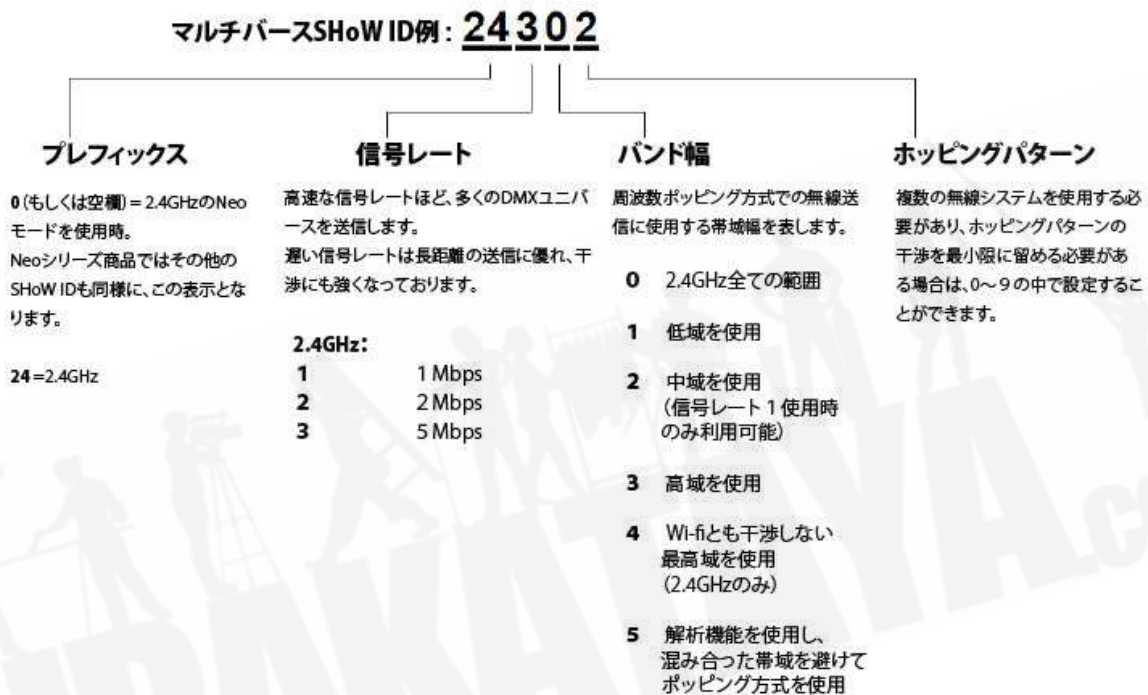 マルチバースSHoW ID例 : 24302
プレフィックス
0(もしくは空欄) = 2.4GHzのNeo
モードを使用時。
Neoシリーズ商品ではその他の
SHoW IDも同様に、この表示とな
ります。
24 =2.4GHz
信号レート
高速な信号レートほど、多くのDMXユニバ
ースを送信します。
遅い信号レートは長距離の送信に優れ、干
渉にも強くなっております。
2.4GHz:
1 1 Mbps
2 2 Mbps
3 5 Mbps
バンド幅
周波数ポッピング方式での無線送
信に使用する帯域幅を表します。
0 2.4GHz全ての範囲
1 低域を使用
2 中域を使用
(信号レート 1 使用時
のみ利用可能)
3 高域を使用
4 Wi-fiとも干渉しない
最高域を使用
(2.4GHzのみ)
5 解析機能を使用し、
混み合った帯域を避けて
ポッピング方式を使用
ホッピングパターン
複数の無線システムを使用する必
要があり、ホッピングパターンの
干渉を最小限に留める必要があ
る場合は、0～9の中で設定するこ
とができます。